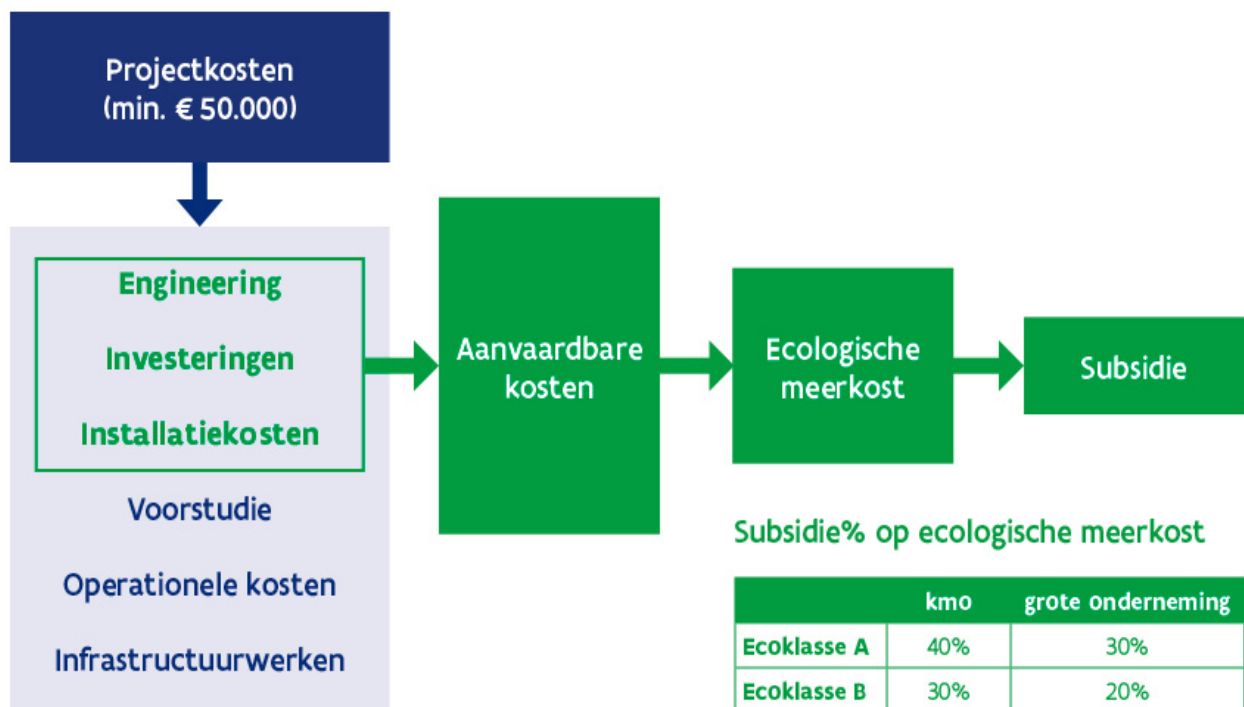 Projectkosten
(min. € 50.000)
Engineering
Investeringen
Installatiekosten
Voorstudie
Operationele kosten
Infrastructuurwerken
Aanvaardbare
kosten
Ecologische
meerkost
Subsidie
Subsidie% op ecologische meerkost
kmo grote onderneming
Ecoklasse A 40% 30%
Ecoklasse B 30% 20%